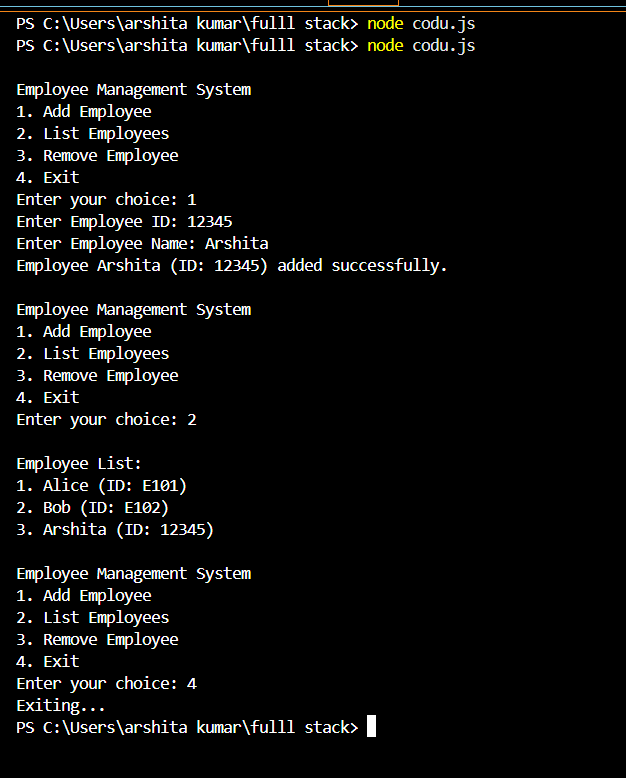 PS C:\Users\arshita kumar\fulll stack> node codu.js
PS C:\Users\arshita kumar\fulll stack> node codu.js
Employee Management System
1. Add Employee
2. List Employees
3. Remove Employee
4. Exit
Enter your choice: 1
Enter Employee ID: 12345
Enter Employee Name: Arshita
Employee Arshita (ID: 12345) added successfully.
Employee Management System
1. Add Employee
2. List Employees
3. Remove Employee
4. Exit
Enter your choice: 2
Employee List:
1. Alice (ID: E101)
2. Bob (ID: E102)
3. Arshita (ID: 12345)
Employee Management System
1. Add Employee
2. List Employees
3. Remove Employee
4. Exit
Enter your choice: 4
Exiting...
PS C:\Users\arshita kumar\fulll stack>